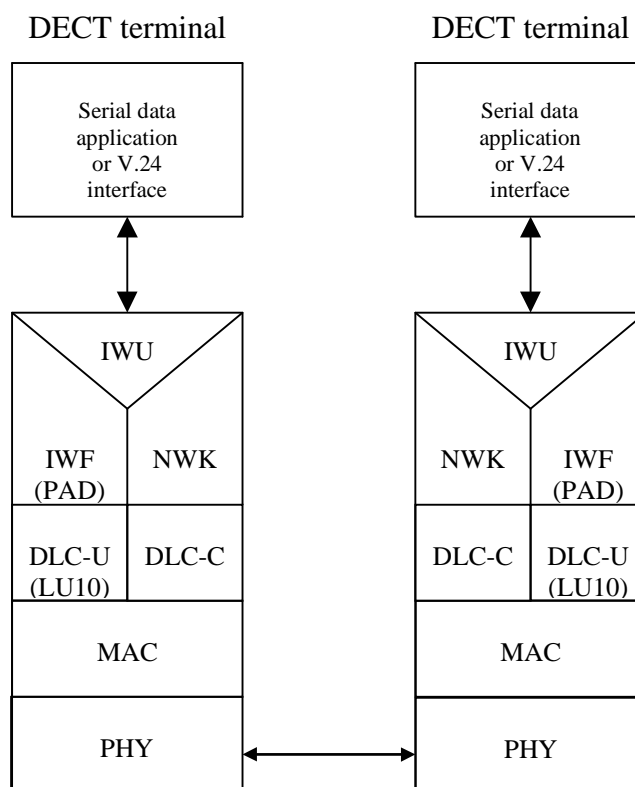 DECT terminal
Serial data
application
or V.24
interface
IWU
IWF
(PAD)
NWK
DLC-U
(LU10)
DLC-C
MAC
PHY
DECT terminal
Serial data
application
or V.24
interface
IWU
NWK
IWF
(PAD)
DLC-C
DLC-U
(LU10)
MAC
PHY